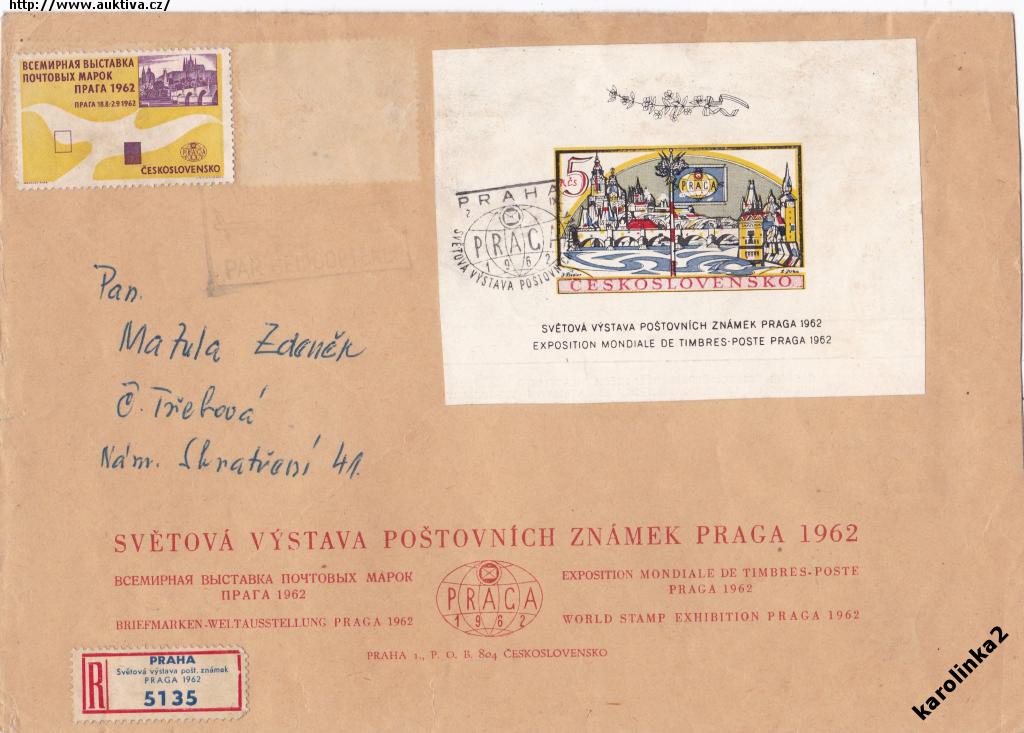 http://www.auktiva.cz/
ВСЕМИРНАЯ ВЫСТАВКА
ПОЧТОВЫХ МАРОК
ПРАГА 1962
ПРАГА 18.8.-2.9.1962
PRAGA
1962
ČESKOSLOVENSKO
5
Kčs
PRAGA
ČESKOSLOVENSKO
SVĚTOVÁ VÝSTAVA POŠTOVNÍCH ZNÁMEK PRAGA 1962
EXPOSITION MONDIALE DE TIMBRES-POSTE PRAGA 1962
PRAHA
PRAGA
1962
SVĚTOVÁ VÝSTAVA POŠTOVNÍCH
PAR
Pan.
Matula Zdeněk
Č. Třebová
Nám. 41.
SVĚTOVÁ VÝSTAVA POŠTOVNÍCH ZNÁMEK PRAGA 1962
ВСЕМИРНАЯ ВЫСТАВКА ПОЧТОВЫХ МАРОК
ПРАГА 1962
BRIEFMARKEN-WELTAUSSTELLUNG PRAGA 1962
PRAGA
1962
EXPOSITION MONDIALE DE TIMBRES-POSTE
PRAGA 1962
WORLD STAMP EXHIBITION PRAGA 1962
PRAHA 1., P. O. B. 804 ČESKOSLOVENSKO
R
PRAHA
Světová výstava pošt. známek
PRAGA 1962
5135
karolinka2